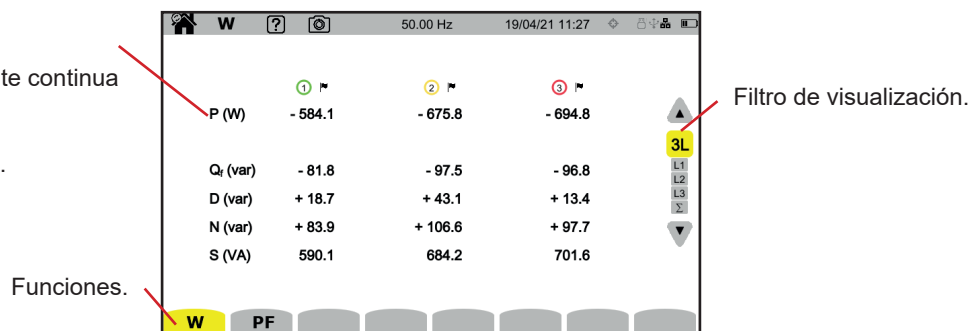 W ? 50.00 Hz 19/04/21 11:27
te continua
1 2 3
Filtro de visualización.
P (W) - 584.1 - 675.8 - 694.8
3L
.
Qf (var) - 81.8 - 97.5 - 96.8
L1
L2
D (var) + 18.7 + 43.1 + 13.4
L3
Σ
N (var) + 83.9 + 106.6 + 97.7
S (VA) 590.1 684.2 701.6
Funciones.
W PF